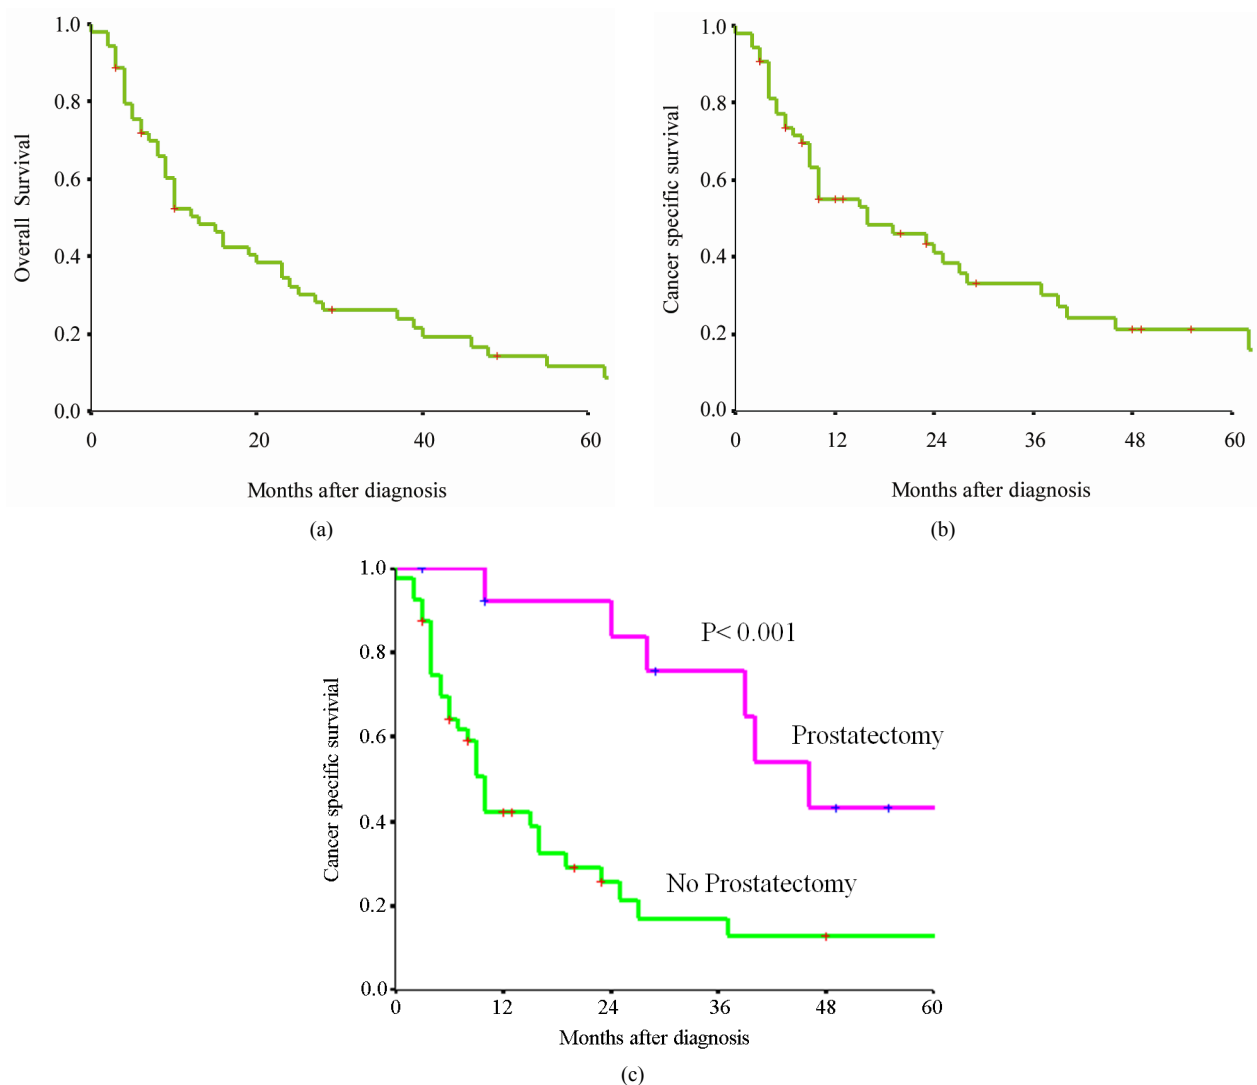 1.0
0.8
0.6
0.4
0.2
0.0
Overall Survival
0 20 40 60
Months after diagnosis
(a)
1.0
0.8
0.6
0.4
0.2
0.0
Cancer specific survival
0 12 24 36 48 60
Months after diagnosis
(b)
1.0
0.8
0.6
0.4
0.2
0.0
Cancer specific survivial
P< 0.001
Prostatectomy
No Prostatectomy
0 12 24 36 48 60
Months after diagnosis
(c)